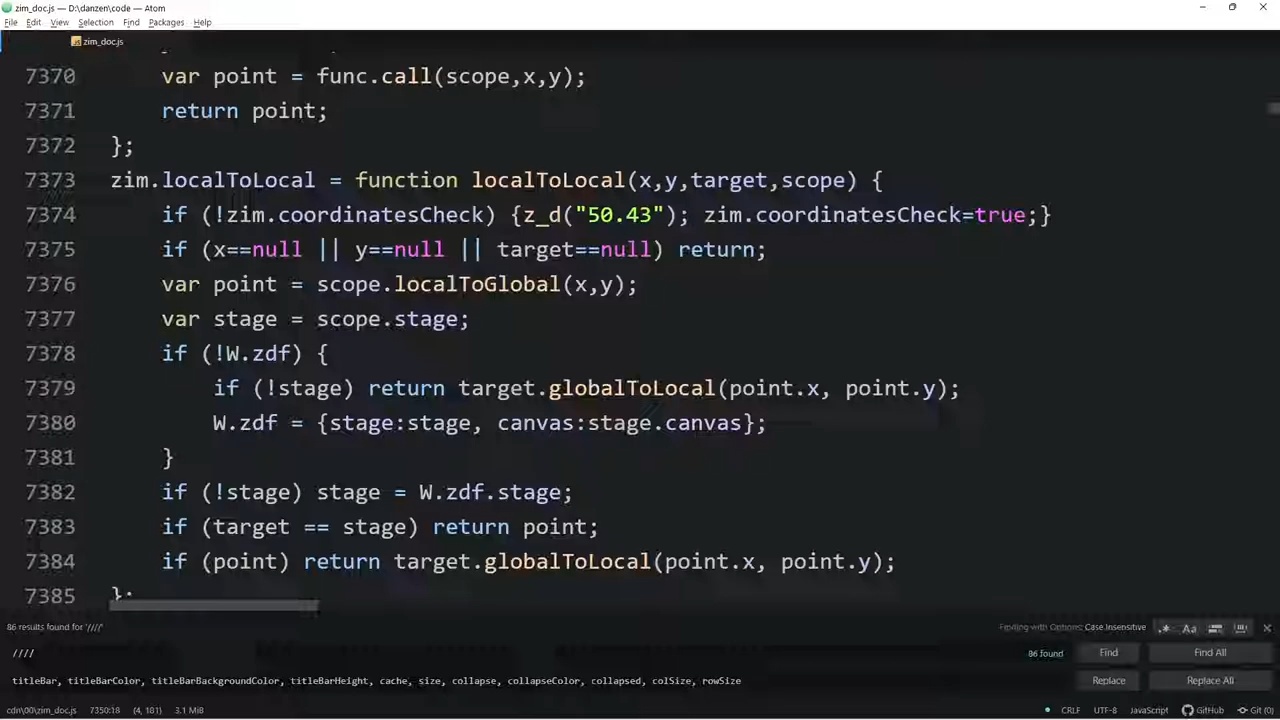 zim_doc.js — D:\danzen\code — Atom
File Edit View Selection Find Packages Help
zim_doc.js
7370 var point = func.call(scope,x,y);
7371 return point;
7372 };
7373 zim.localToLocal = function localToLocal(x,y,target,scope) {
7374 if (!zim.coordinatesCheck) {z_d("50.43"); zim.coordinatesCheck=true;}
7375 if (x==null || y==null || target==null) return;
7376 var point = scope.localToGlobal(x,y);
7377 var stage = scope.stage;
7378 if (!W.zdf) {
7379 if (!stage) return target.globalToLocal(point.x, point.y);
7380 W.zdf = {stage:stage, canvas:stage.canvas};
7381 }
7382 if (!stage) stage = W.zdf.stage;
7383 if (target == stage) return point;
7384 if (point) return target.globalToLocal(point.x, point.y);
7385 };
86 results found for '////' Finding with Options: Case Insensitive
//// 86 found Find Find All
titleBar, titleBarColor, titleBarBackgroundColor, titleBarHeight, cache, size, collapse, collapseColor, collapsed, colSize, rowSize Replace Replace All
cdn\00\zim_doc.js 7350:18 (4, 181) 3.1 MiB CRLF UTF-8 JavaScript GitHub Git (0)